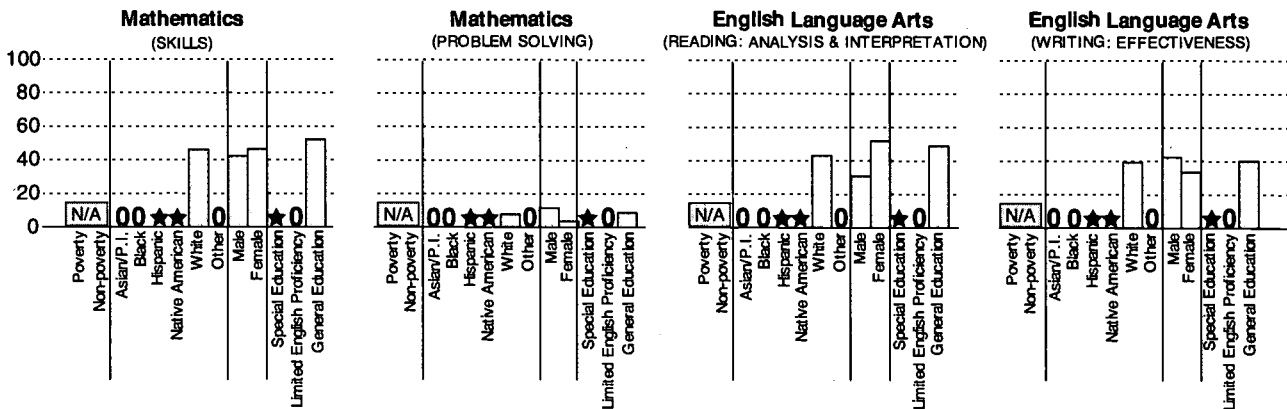 Mathematics
(SKILLS)
100
80
60
40
20
0
N/A
0 0 ★ ★ 0 ★ 0
Poverty
Non-poverty
Asian/P.I.
Black
Hispanic
Native American
White
Other
Male
Female
Special Education
Limited English Proficiency
General Education
Mathematics
(PROBLEM SOLVING)
N/A
0 0 ★ ★ 0 ★ 0
Poverty
Non-poverty
Asian/P.I.
Black
Hispanic
Native American
White
Other
Male
Female
Special Education
Limited English Proficiency
General Education
English Language Arts
(READING: ANALYSIS & INTERPRETATION)
N/A
0 0 ★ ★ 0 ★ 0
Poverty
Non-poverty
Asian/P.I.
Black
Hispanic
Native American
White
Other
Male
Female
Special Education
Limited English Proficiency
General Education
English Language Arts
(WRITING: EFFECTIVENESS)
N/A
0 0 ★ ★ 0 ★ 0
Poverty
Non-poverty
Asian/P.I.
Black
Hispanic
Native American
White
Other
Male
Female
Special Education
Limited English Proficiency
General Education